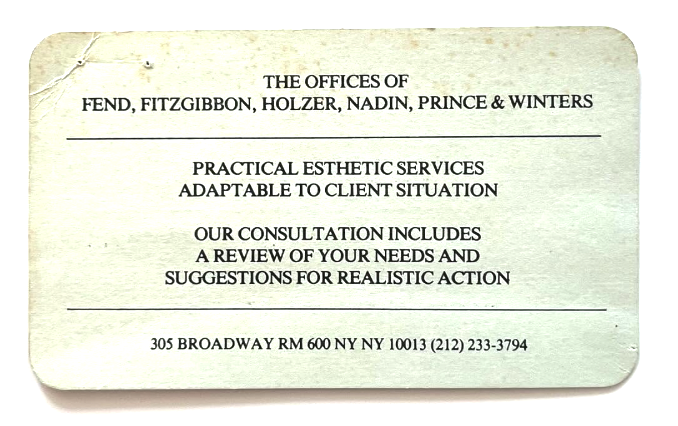 THE OFFICES OF
FEND, FITZGIBBON, HOLZER, NADIN, PRINCE & WINTERS
PRACTICAL ESTHETIC SERVICES
ADAPTABLE TO CLIENT SITUATION
OUR CONSULTATION INCLUDES
A REVIEW OF YOUR NEEDS AND
SUGGESTIONS FOR REALISTIC ACTION
305 BROADWAY RM 600 NY NY 10013 (212) 233-3794